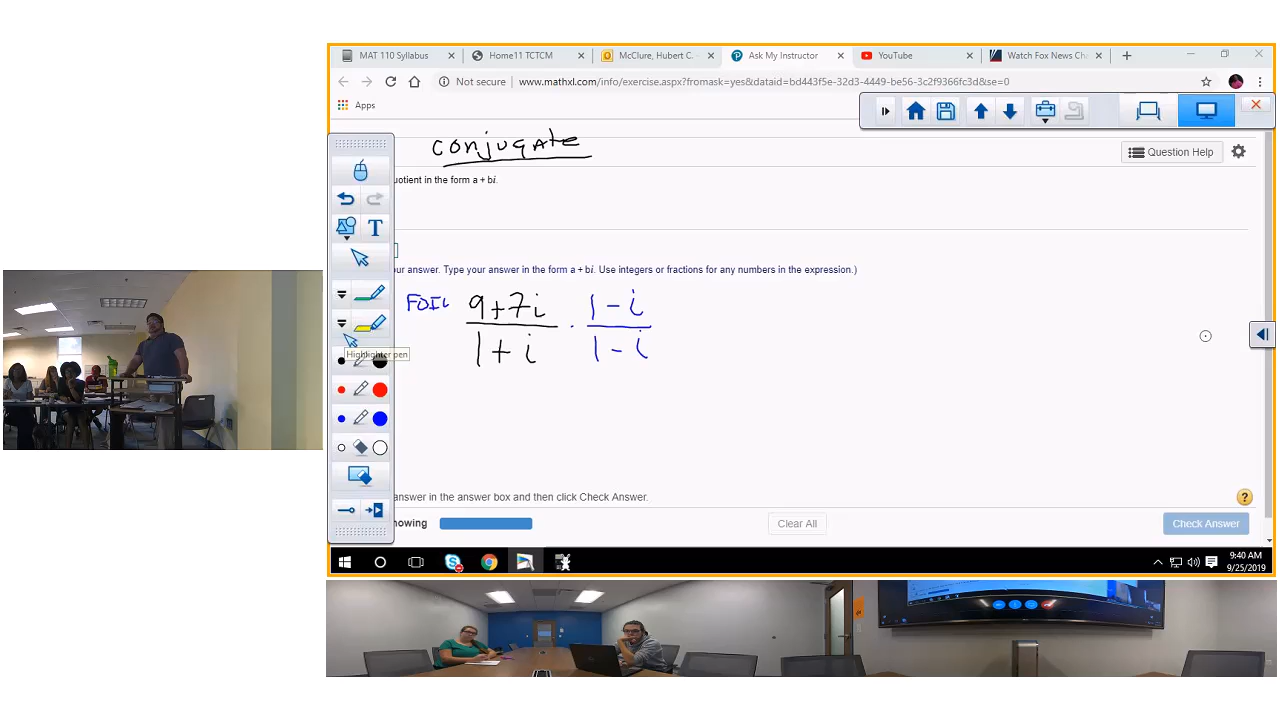 MAT 110 Syllabus
Home11 TCTCM
McClure, Hubert C.
Ask My Instructor
YouTube
Watch Fox News Ch
Not secure
www.mathxl.com/info/exercise.aspx?fromask=yes&dataid=bd443f5e-32d3-4449-be56-3c2f9366fc3d&se=0
Apps
conjugate
Question Help
uotient in the form a + bi.
our answer. Type your answer in the form a + bi. Use integers or fractions for any numbers in the expression.)
FOIL 9+7i · 1-i
1+i 1-i
T
Highlighter pen
answer in the answer box and then click Check Answer.
?
howing
Clear All
Check Answer
9:40 AM
9/25/2019